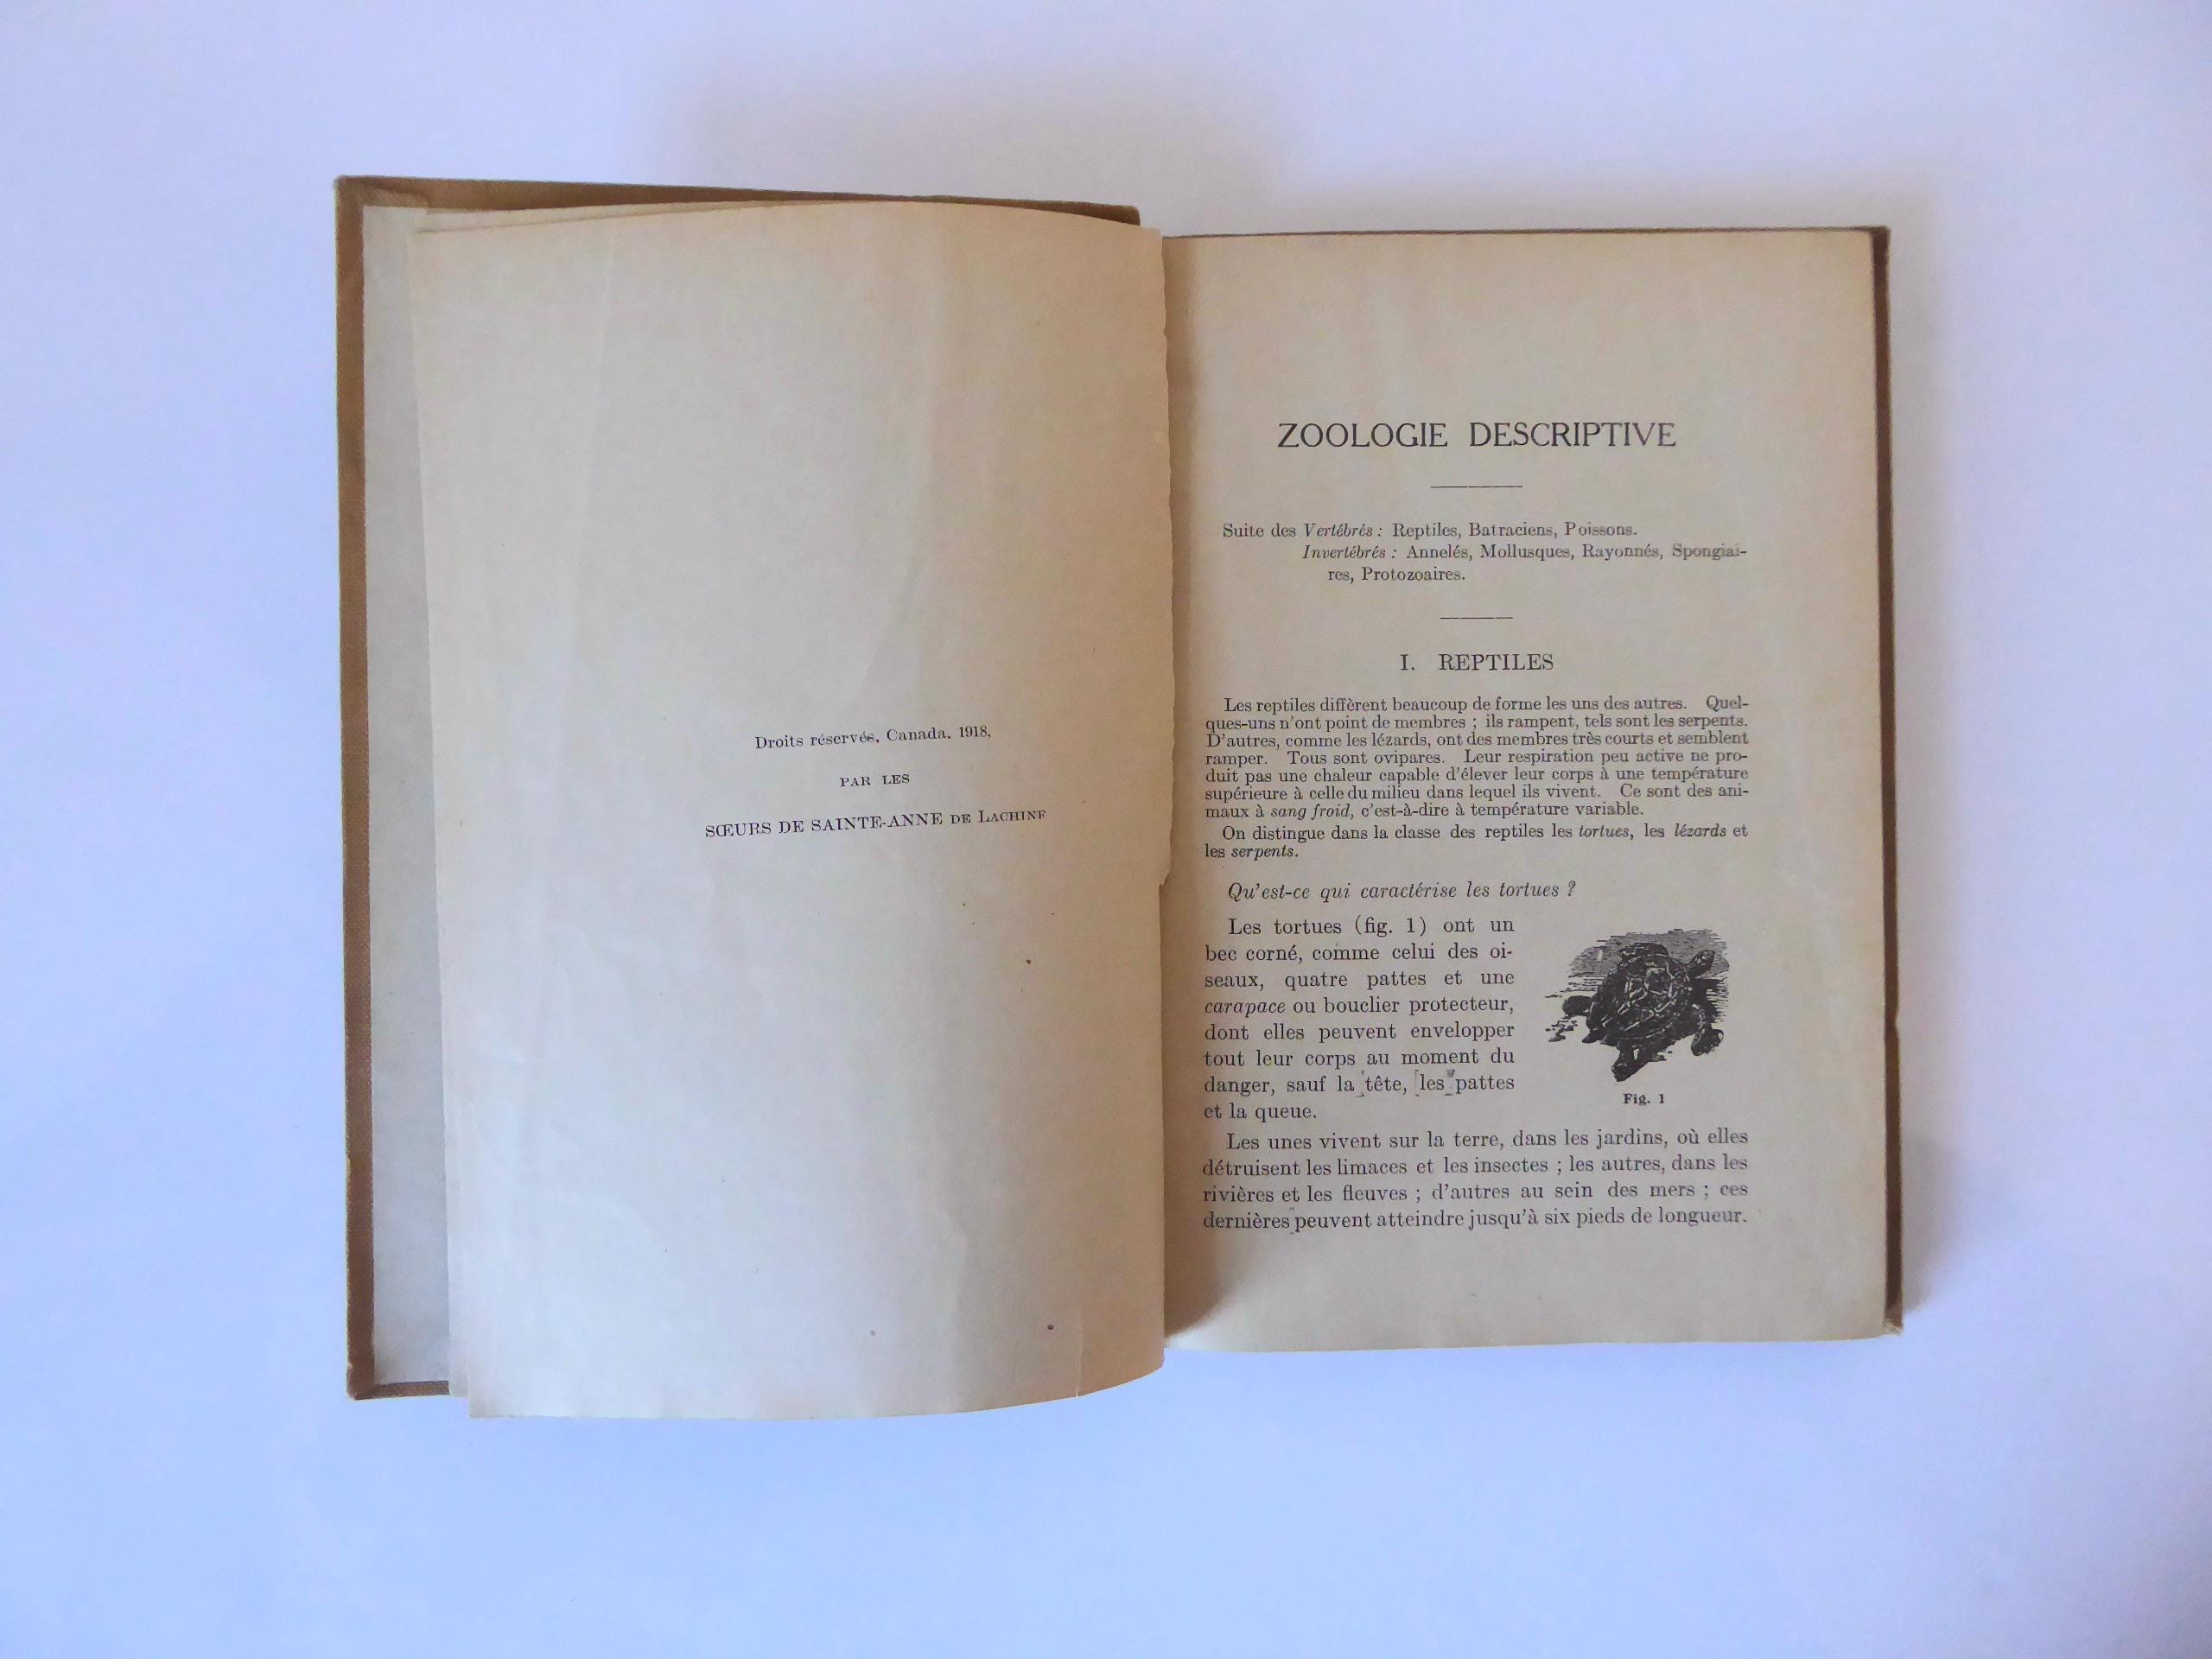 Droits réservés, Canada, 1918,
PAR LES
SŒURS DE SAINTE-ANNE DE LACHINE
ZOOLOGIE DESCRIPTIVE
Suite des Vertébrés : Reptiles, Batraciens, Poissons.
Invertébrés : Annelés, Mollusques, Rayonnés, Spongiai-
res, Protozoaires.
I. REPTILES
Les reptiles diffèrent beaucoup de forme les uns des autres. Quel-
ques-uns n'ont point de membres ; ils rampent, tels sont les serpents.
D'autres, comme les lézards, ont des membres très courts et semblent
ramper. Tous sont ovipares. Leur respiration peu active ne pro-
duit pas une chaleur capable d'élever leur corps à une température
supérieure à celle du milieu dans lequel ils vivent. Ce sont des ani-
maux à sang froid, c'est-à-dire à température variable.
On distingue dans la classe des reptiles les tortues, les lézards et
les serpents.
Qu'est-ce qui caractérise les tortues ?
Les tortues (fig. 1) ont un
bec corné, comme celui des oi-
seaux, quatre pattes et une
carapace ou bouclier protecteur,
dont elles peuvent envelopper
tout leur corps au moment du
danger, sauf la tête, les pattes
et la queue.
Fig. 1
Les unes vivent sur la terre, dans les jardins, où elles
détruisent les limaces et les insectes ; les autres, dans les
rivières et les fleuves ; d'autres au sein des mers ; ces
dernières peuvent atteindre jusqu'à six pieds de longueur.